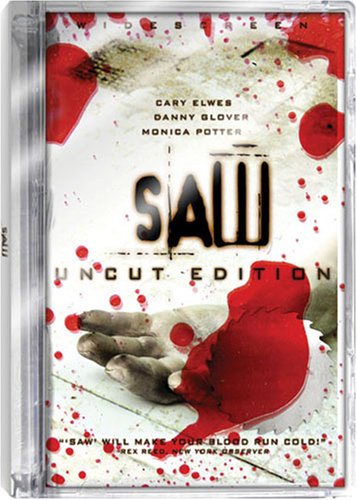 WIDESCREEN
CARY ELWES
DANNY GLOVER
MONICA POTTER
SAW
UNCUT EDITION
"'SAW' WILL MAKE YOUR BLOOD RUN COLD!"
-REX REED, NEW YORK OBSERVER
SAW